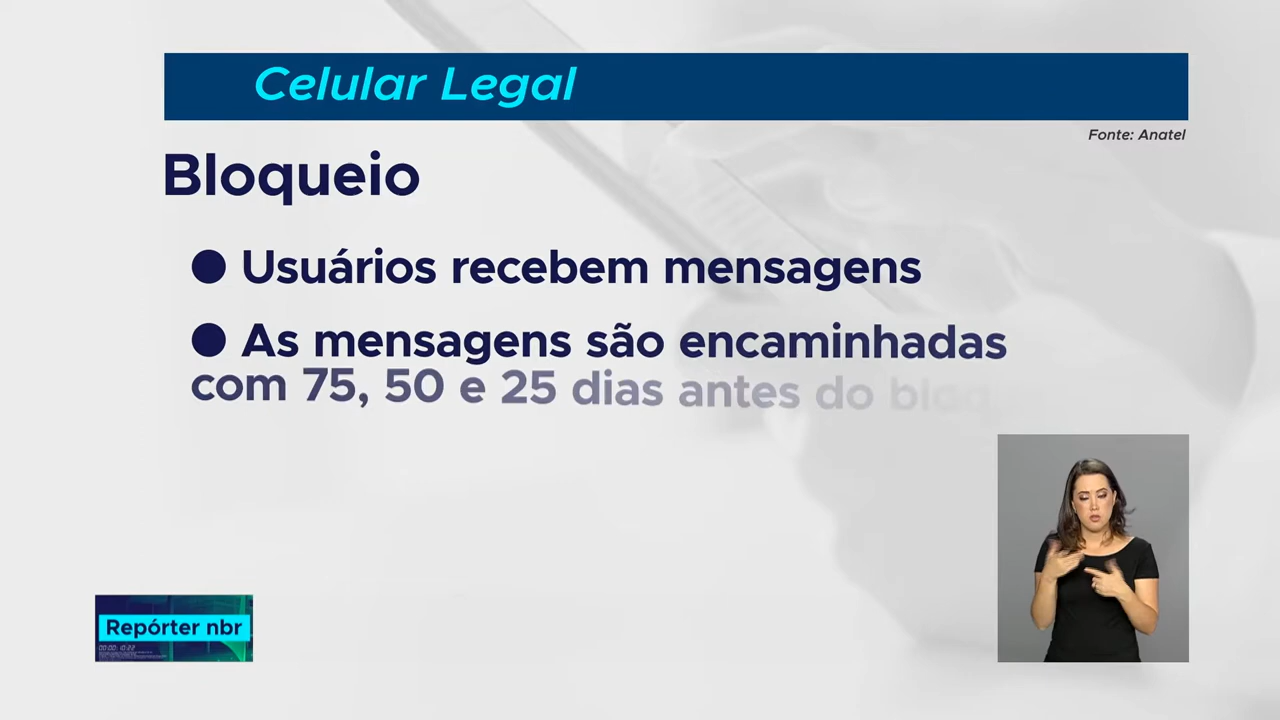 Celular Legal
Fonte: Anatel
Bloqueio
● Usuários recebem mensagens
● As mensagens são encaminhadas
com 75, 50 e 25 dias antes do
Repórter nbr